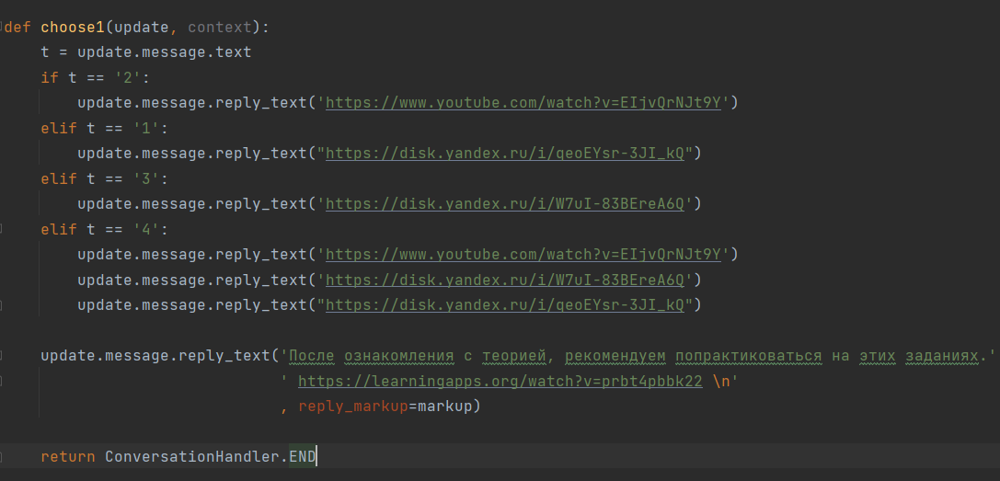 def choose1(update, context):
    t = update.message.text
    if t == '2':
        update.message.reply_text('https://www.youtube.com/watch?v=EIjvQrNJt9Y')
    elif t == '1':
        update.message.reply_text("https://disk.yandex.ru/i/qeoEYsr-3JI_kQ")
    elif t == '3':
        update.message.reply_text('https://disk.yandex.ru/i/W7uI-83BEreA6Q')
    elif t == '4':
        update.message.reply_text('https://www.youtube.com/watch?v=EIjvQrNJt9Y')
        update.message.reply_text('https://disk.yandex.ru/i/W7uI-83BEreA6Q')
        update.message.reply_text("https://disk.yandex.ru/i/qeoEYsr-3JI_kQ")
    update.message.reply_text('После ознакомления с теорией, рекомендуем попрактиковаться на этих заданиях.'
                              ' https://learningapps.org/watch?v=prbt4pbbk22 \n'
                              , reply_markup=markup)
    return ConversationHandler.END